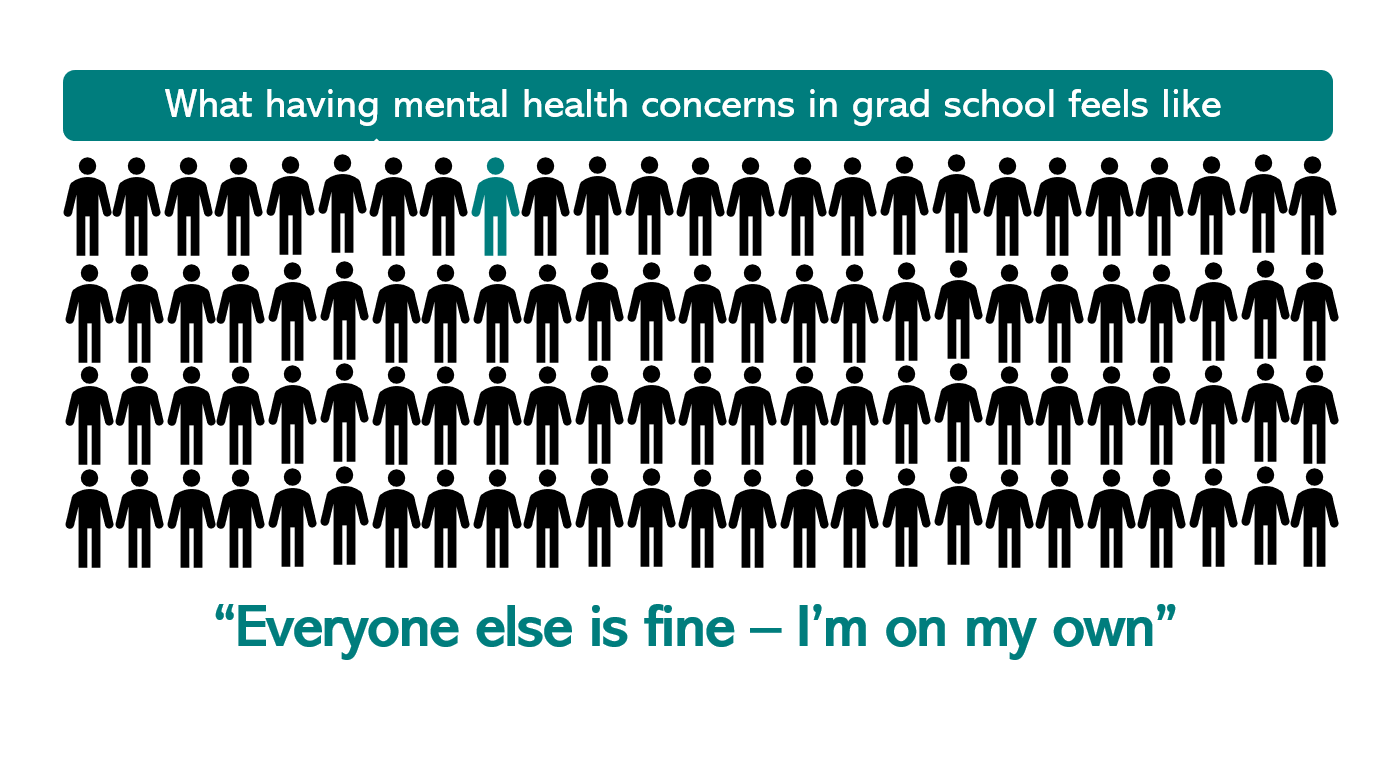 What having mental health concerns in grad school feels like
“Everyone else is fine – I’m on my own”